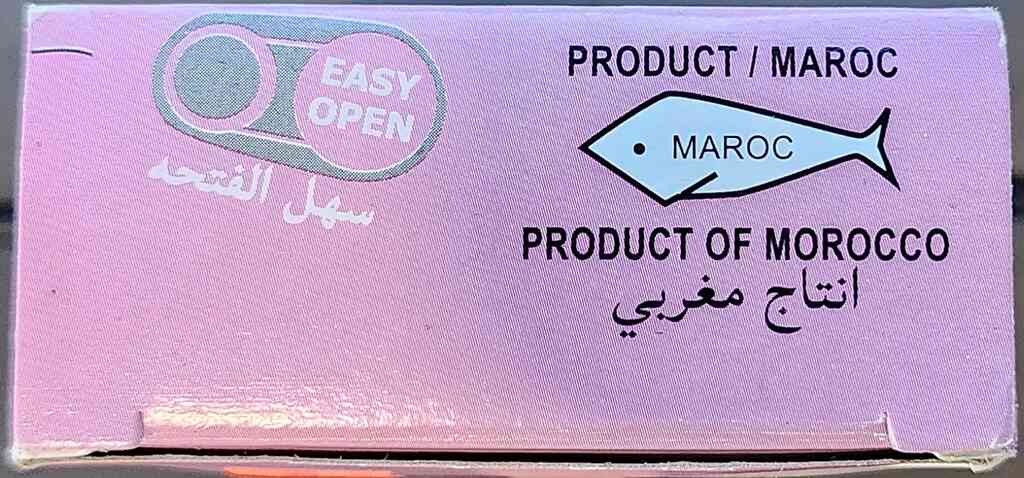 EASY
OPEN
سهل الفتحه
PRODUCT / MAROC
MAROC
PRODUCT OF MOROCCO
انتاج مغربي